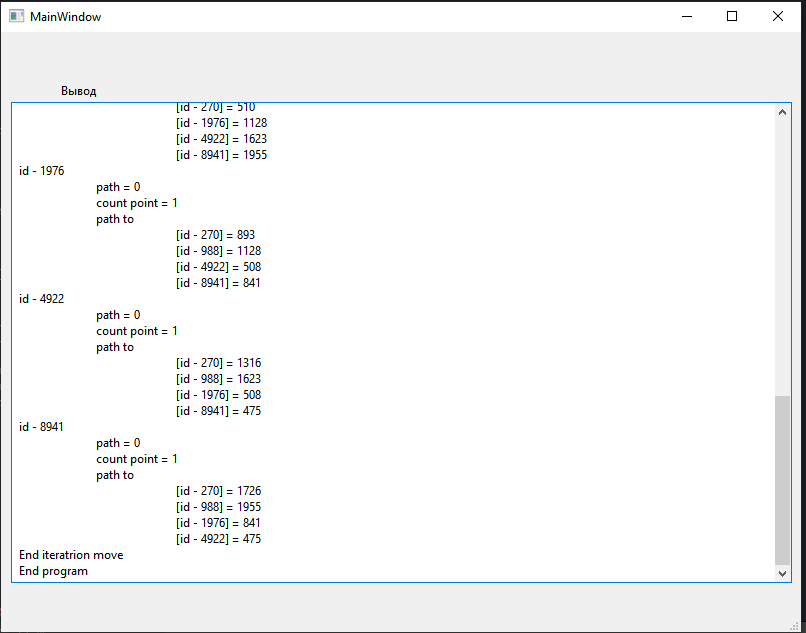 MainWindow
Вывод
[id - 270] = 510
[id - 1976] = 1128
[id - 4922] = 1623
[id - 8941] = 1955
id - 1976
path = 0
count point = 1
path to
[id - 270] = 893
[id - 988] = 1128
[id - 4922] = 508
[id - 8941] = 841
id - 4922
path = 0
count point = 1
path to
[id - 270] = 1316
[id - 988] = 1623
[id - 1976] = 508
[id - 8941] = 475
id - 8941
path = 0
count point = 1
path to
[id - 270] = 1726
[id - 988] = 1955
[id - 1976] = 841
[id - 4922] = 475
End iteratrion move
End program